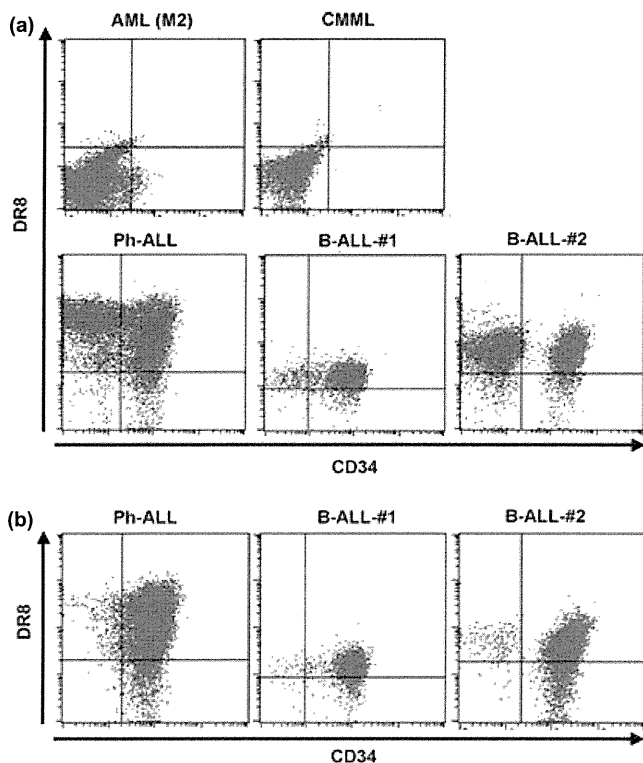 (a)
AML (M2) CMML
DR8
Ph-ALL B-ALL-#1 B-ALL-#2
CD34
(b)
Ph-ALL B-ALL-#1 B-ALL-#2
DR8
CD34